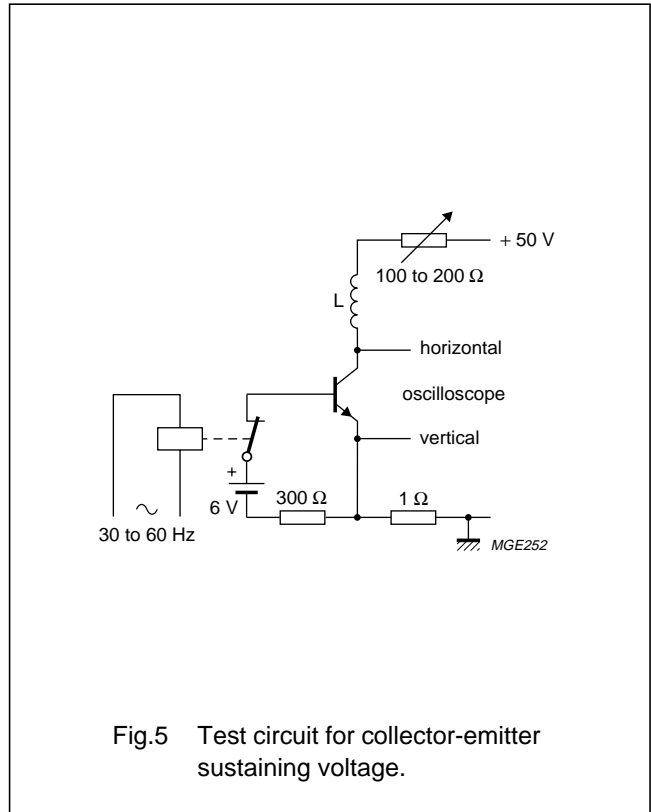 + 50 V
100 to 200 Ω
L
horizontal
oscilloscope
vertical
+
6 V
300 Ω
1 Ω
30 to 60 Hz
MGE252
Fig.5 Test circuit for collector-emitter
sustaining voltage.